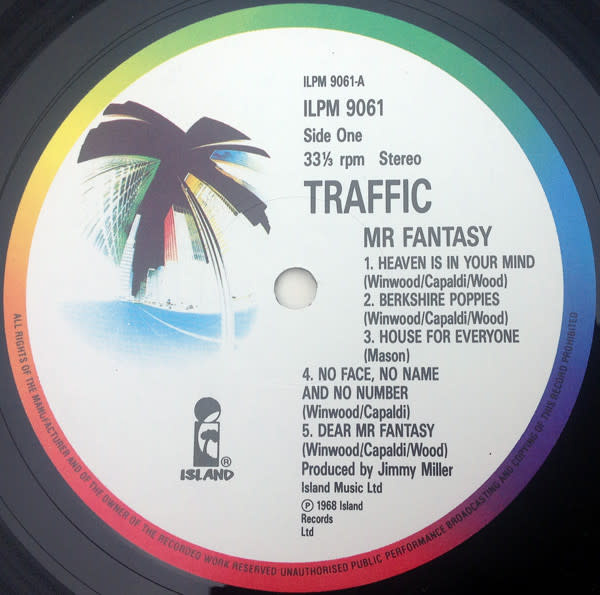 ILPM 9061-A
ILPM 9061
Side One
33⅓ rpm Stereo
TRAFFIC
MR FANTASY
1. HEAVEN IS IN YOUR MIND
(Winwood/Capaldi/Wood)
2. BERKSHIRE POPPIES
(Winwood/Capaldi/Wood)
3. HOUSE FOR EVERYONE
(Mason)
4. NO FACE, NO NAME
AND NO NUMBER
(Winwood/Capaldi)
5. DEAR MR FANTASY
(Winwood/Capaldi/Wood)
Produced by Jimmy Miller
Island Music Ltd
℗ 1968 Island
Records
Ltd
ISLAND ®
ALL RIGHTS OF THE MANUFACTURER AND OF THE OWNER OF THE RECORDED WORK RESERVED UNAUTHORISED PUBLIC PERFORMANCE BROADCASTING AND COPYING OF THIS RECORD PROHIBITED